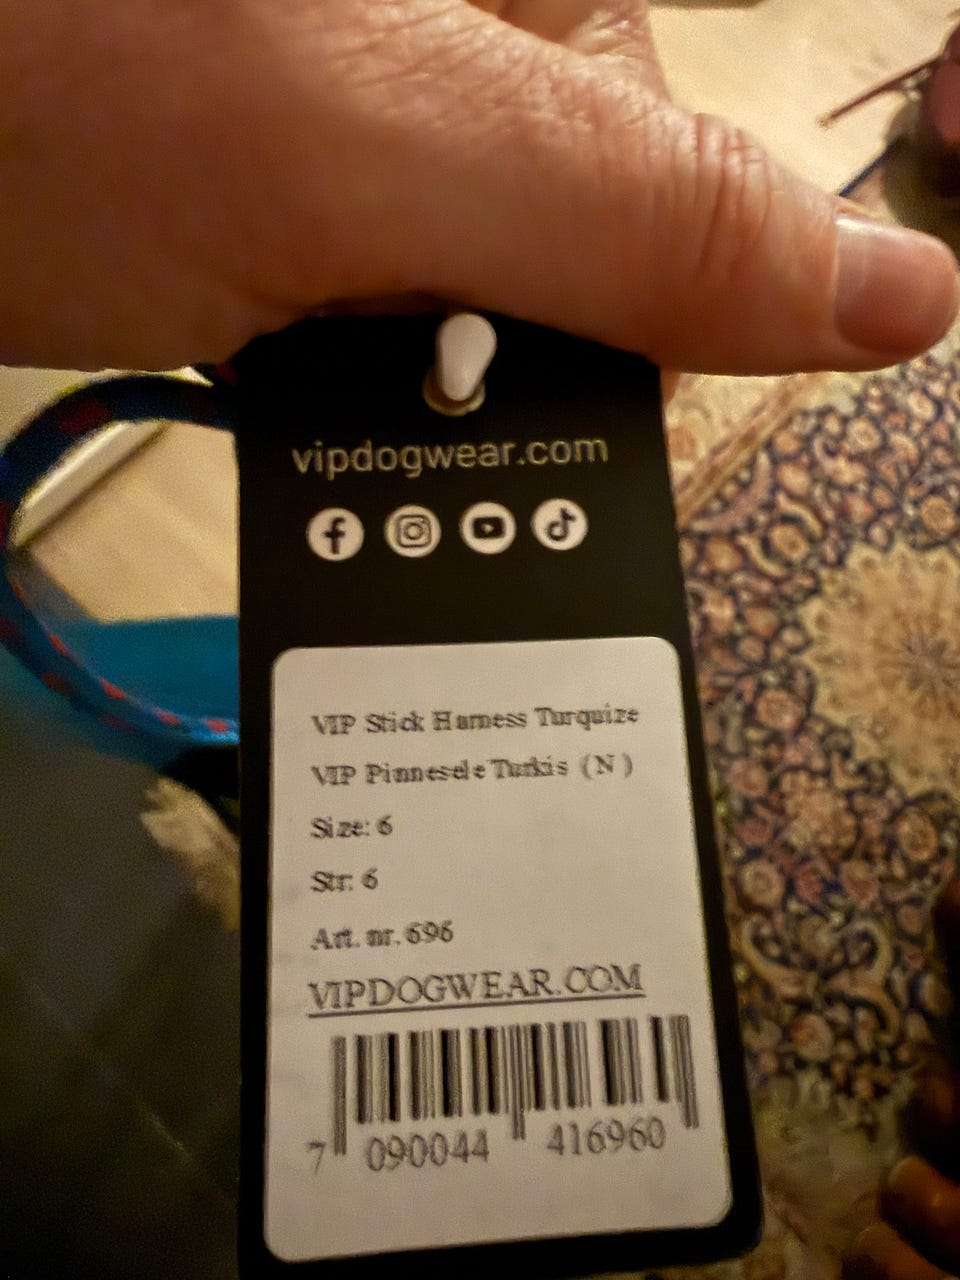 vipdogwear.com
VIP Stick Harness Turquize
VIP Pinnesele Turkis (N)
Size: 6
Str: 6
Art. nr. 696
VIPDOGWEAR.COM
7 090044 416960